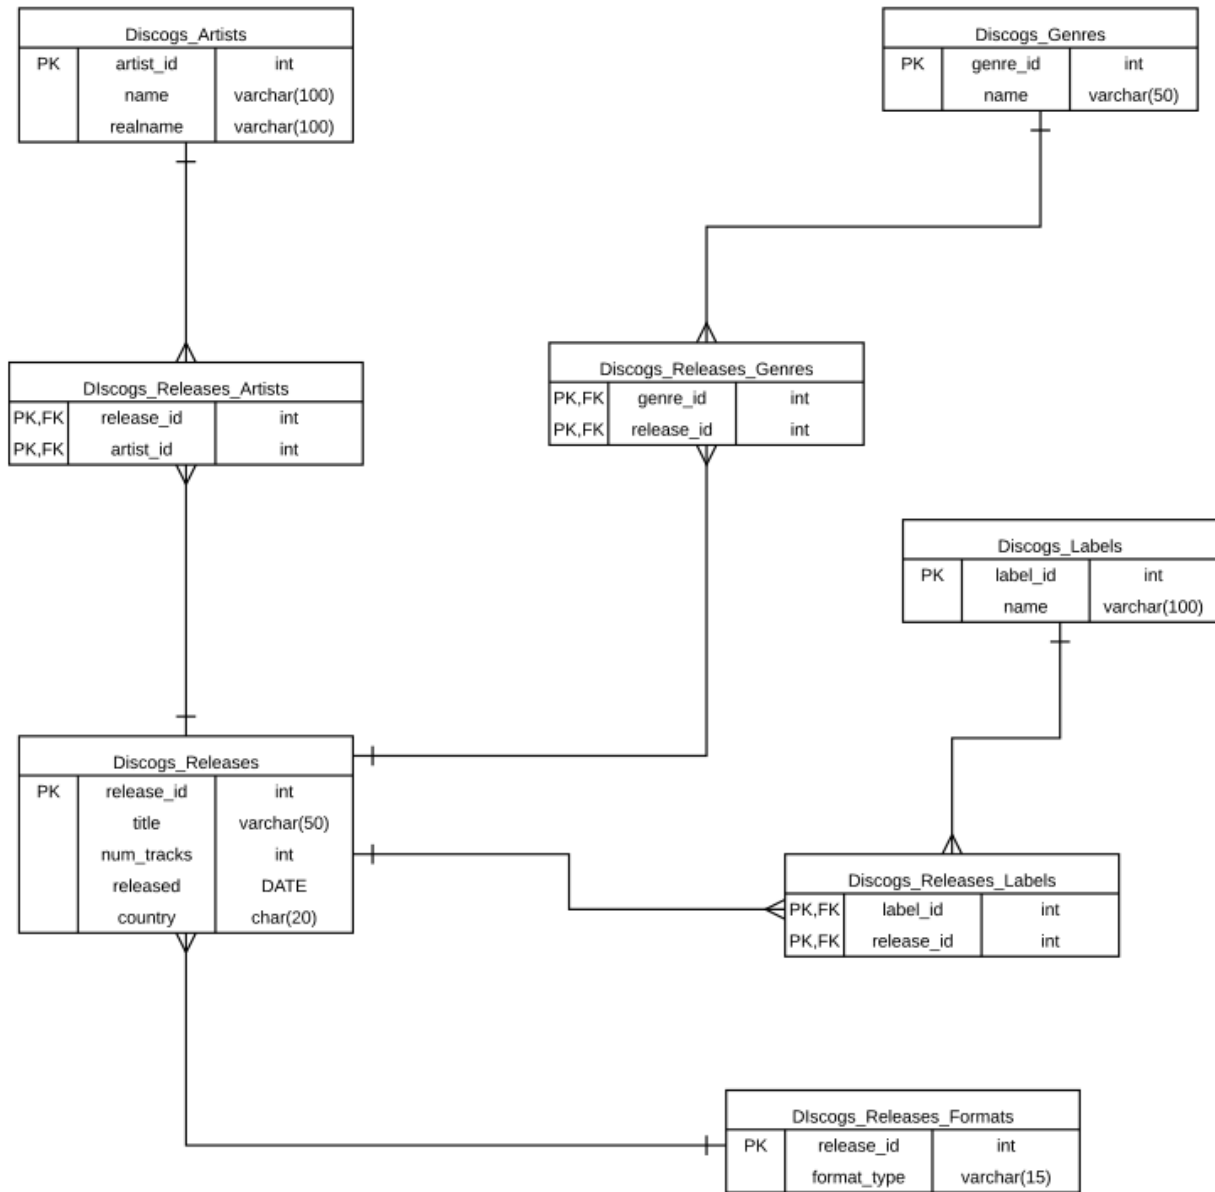 Discogs_Artists
PK artist_id int
name varchar(100)
realname varchar(100)
Discogs_Genres
PK genre_id int
name varchar(50)
DIscogs_Releases_Artists
PK,FK release_id int
PK,FK artist_id int
Discogs_Releases_Genres
PK,FK genre_id int
PK,FK release_id int
Discogs_Labels
PK label_id int
name varchar(100)
Discogs_Releases
PK release_id int
title varchar(50)
num_tracks int
released DATE
country char(20)
Discogs_Releases_Labels
PK,FK label_id int
PK,FK release_id int
DIscogs_Releases_Formats
PK release_id int
format_type varchar(15)